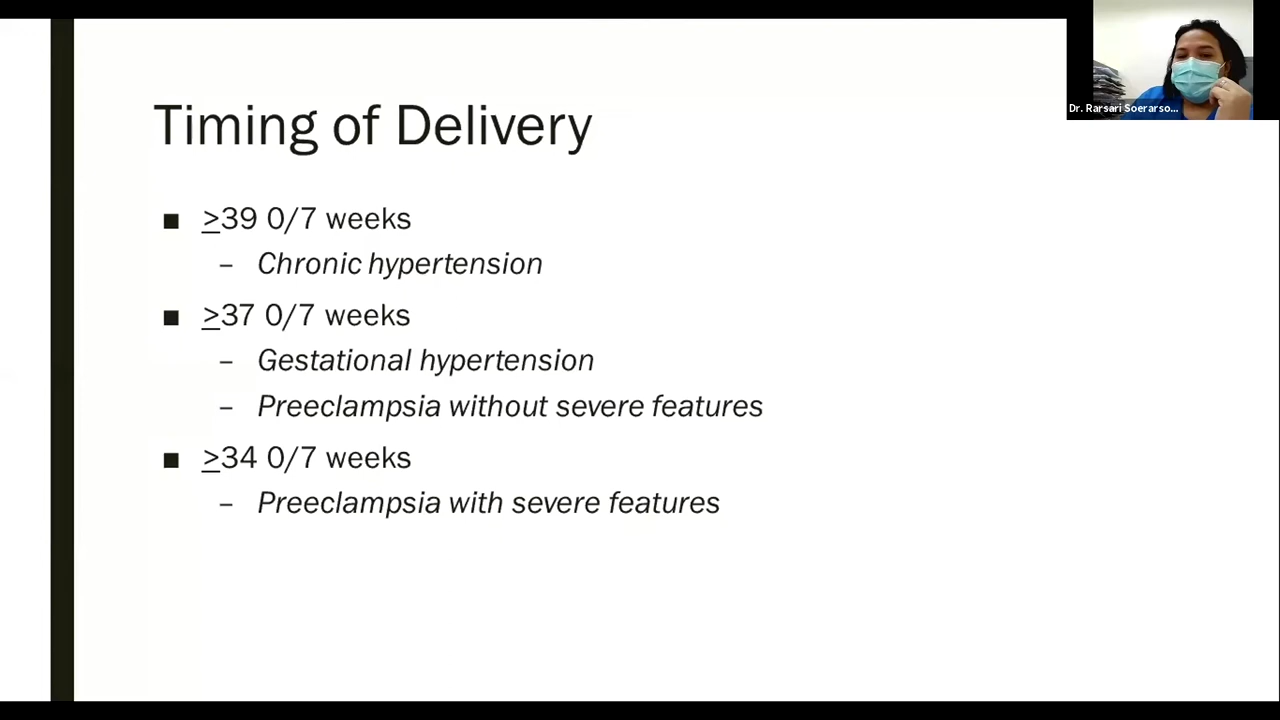 Timing of Delivery
■ >39 0/7 weeks
– Chronic hypertension
■ >37 0/7 weeks
– Gestational hypertension
– Preeclampsia without severe features
■ >34 0/7 weeks
– Preeclampsia with severe features
Dr. Rarsari Soerarso...